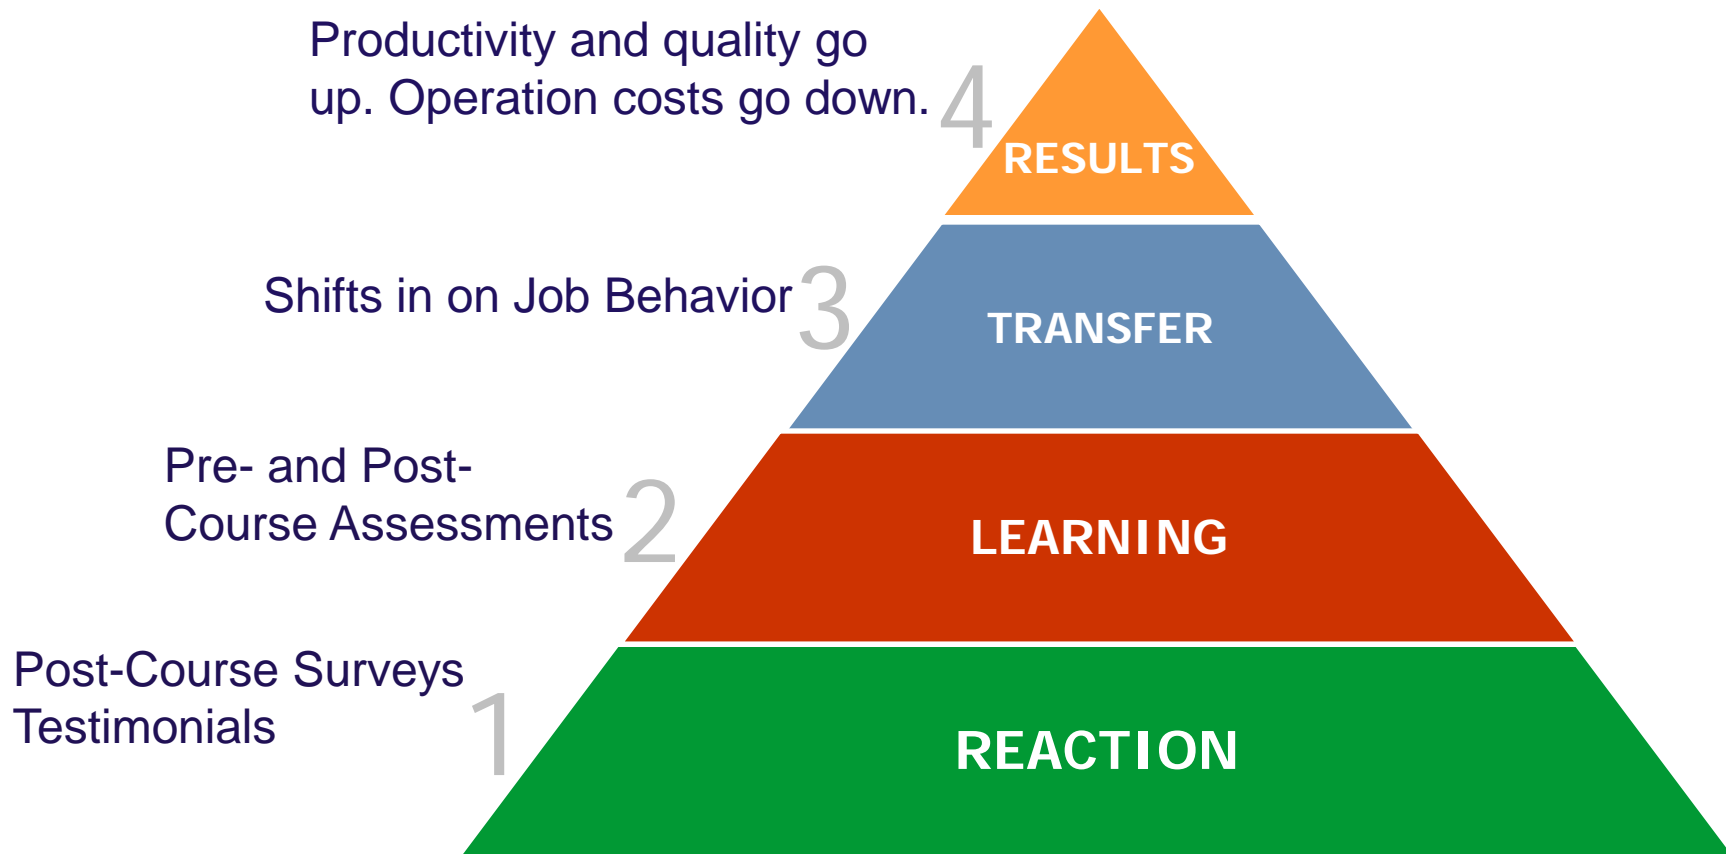 Productivity and quality go
up. Operation costs go down.
4
RESULTS
Shifts in on Job Behavior
3
TRANSFER
Pre- and Post-
Course Assessments
2
LEARNING
Post-Course Surveys
Testimonials
1
REACTION